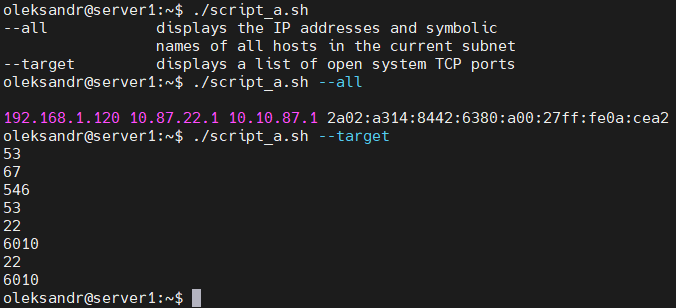 oleksandr@server1:~$ ./script_a.sh
--all              displays the IP addresses and symbolic
                   names of all hosts in the current subnet
--target           displays a list of open system TCP ports
oleksandr@server1:~$ ./script_a.sh --all

192.168.1.120 10.87.22.1 10.10.87.1 2a02:a314:8442:6380:a00:27ff:fe0a:cea2
oleksandr@server1:~$ ./script_a.sh --target
53
67
546
53
22
6010
22
6010
oleksandr@server1:~$